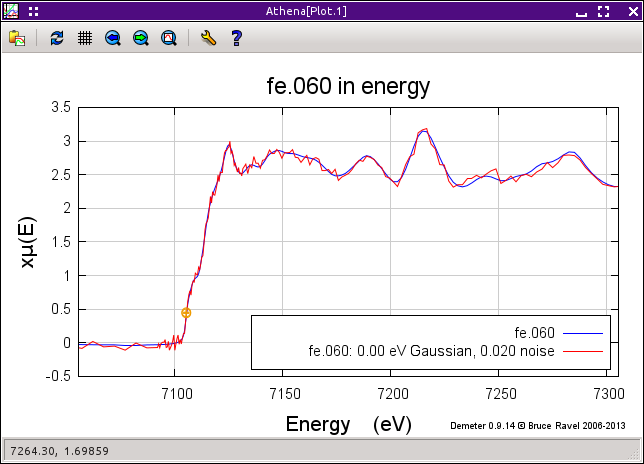 Athena[Plot.1]
fe.060 in energy
3.5
3
2.5
2
1.5
1
0.5
0
-0.5
xμ(E)
fe.060
fe.060: 0.00 eV Gaussian, 0.020 noise
7100 7150 7200 7250 7300
Energy (eV)
Demeter 0.9.14 © Bruce Ravel 2006-2013
7264.30, 1.69859